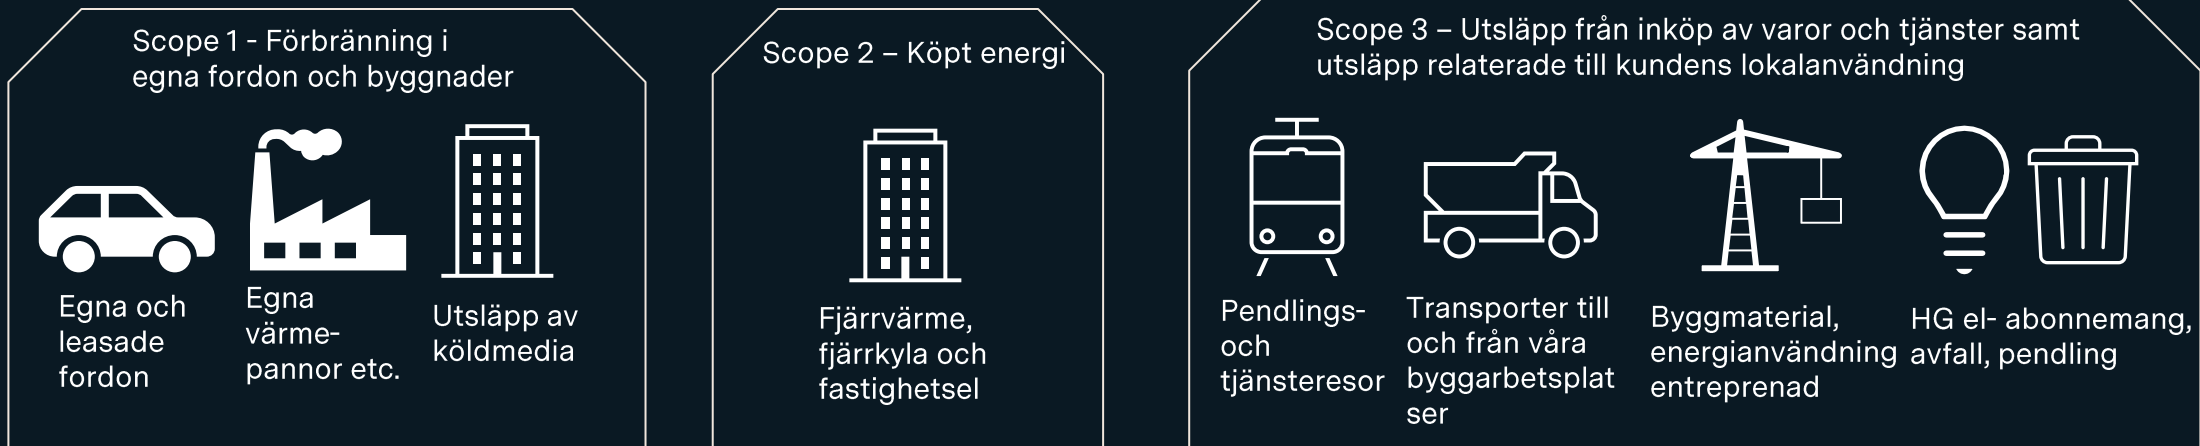 Scope 1 - Förbränning i
egna fordon och byggnader
Egna och
leasade
fordon
Egna
värme-
pannor etc.
Utsläpp av
köldmedia
Scope 2 – Köpt energi
Fjärrvärme,
fjärrkyla och
fastighetsel
Scope 3 – Utsläpp från inköp av varor och tjänster samt
utsläpp relaterade till kundens lokalanvändning
Pendlings-
och
tjänsteresor
Transporter till
och från våra
byggarbetsplat
ser
Byggmaterial,
energianvändning
entreprenad
HG el- abonnemang,
avfall, pendling